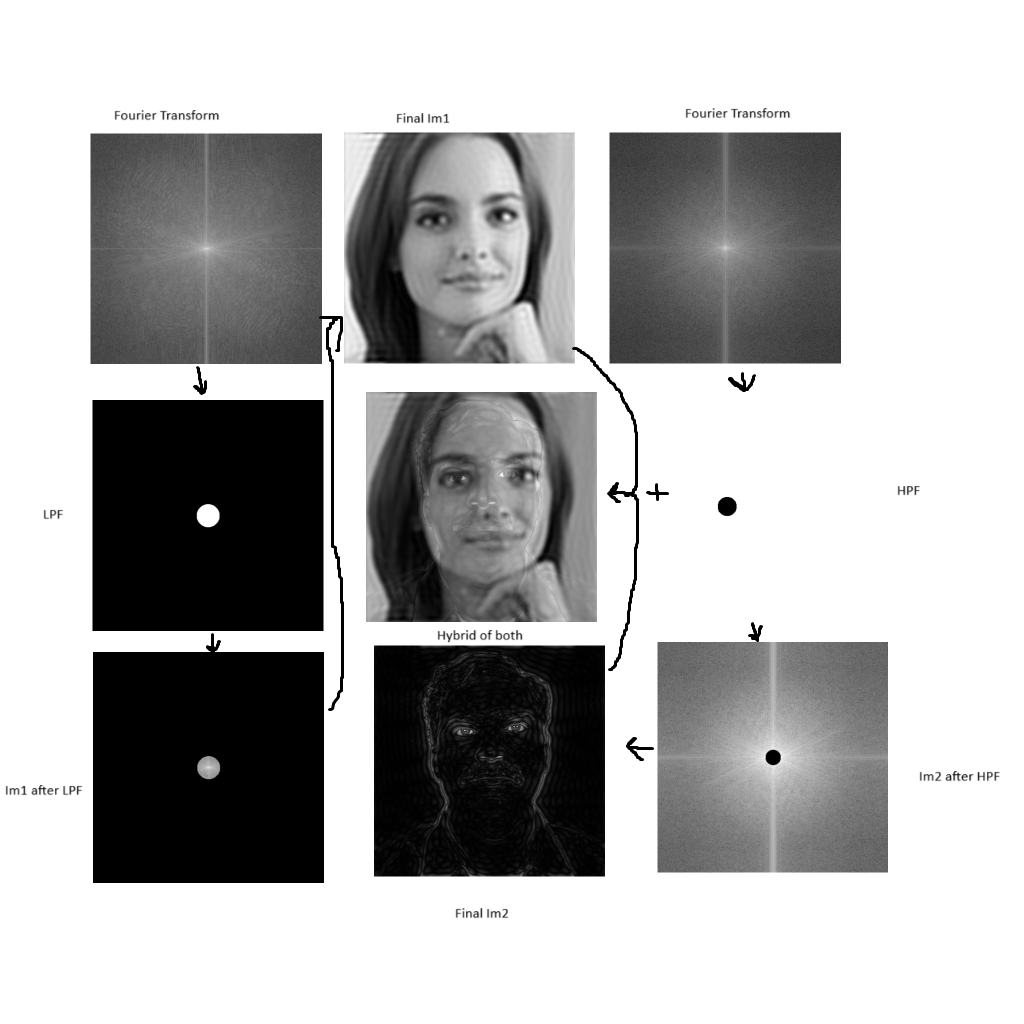 Fourier Transform
Final Im1
Fourier Transform
LPF
+
HPF
Hybrid of both
Im1 after LPF
Im2 after HPF
Final Im2